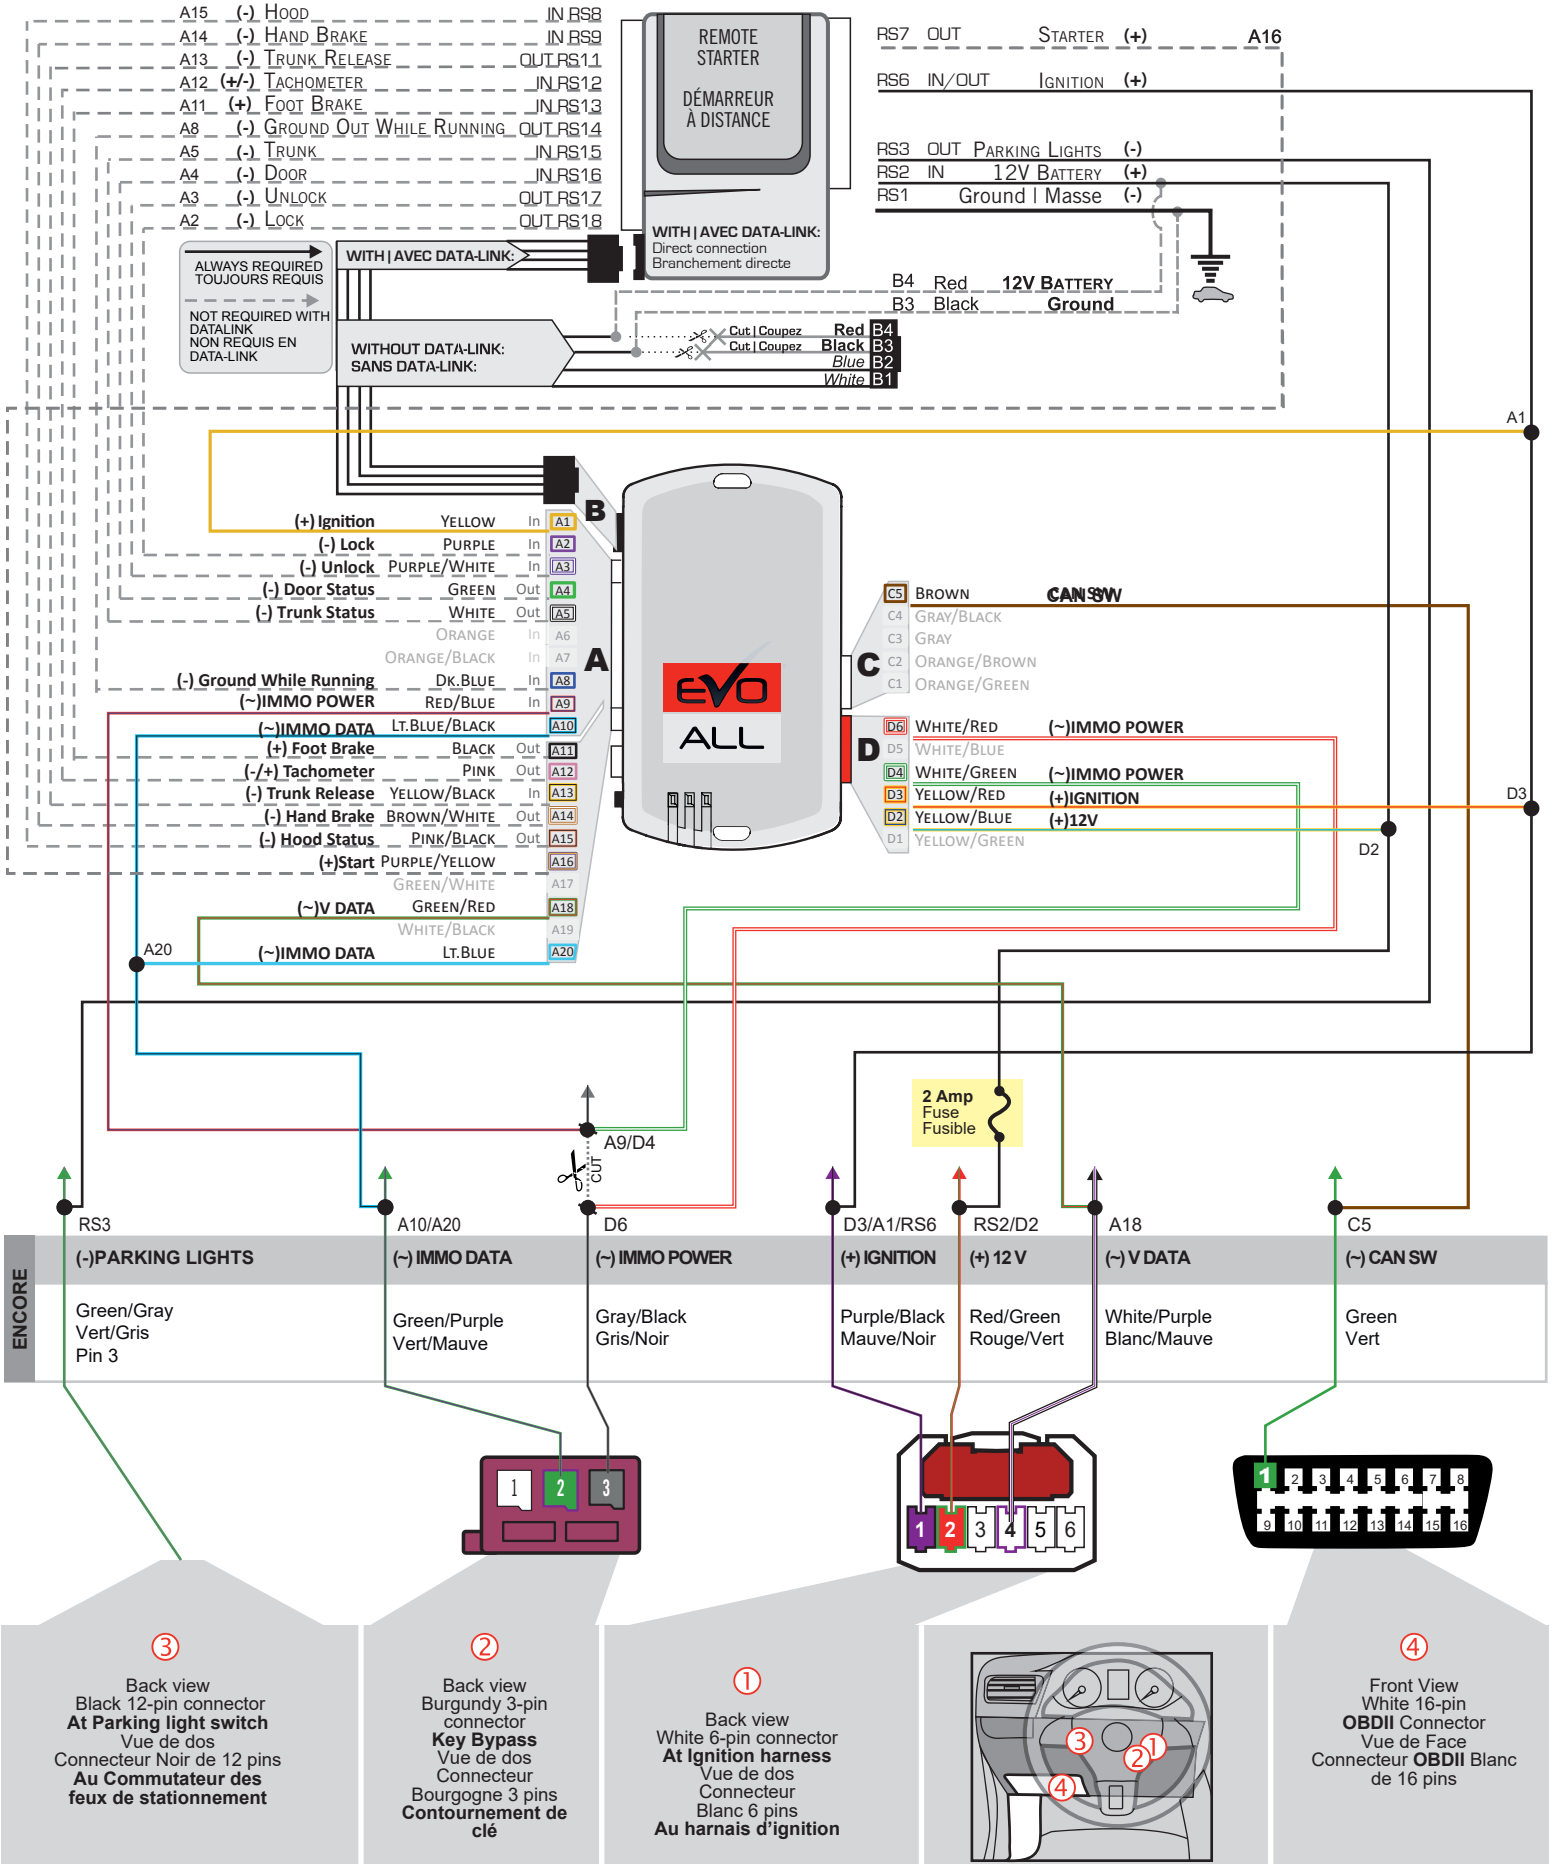 A15 (-) HOOD IN RS8
A14 (-) HAND BRAKE IN RS9
A13 (-) TRUNK RELEASE OUT RS11
A12 (+/-) TACHOMETER IN RS12
A11 (+) FOOT BRAKE IN RS13
A8 (-) GROUND OUT WHILE RUNNING OUT RS14
A5 (-) TRUNK IN RS15
A4 (-) DOOR IN RS16
A3 (-) UNLOCK OUT RS17
A2 (-) LOCK OUT RS18
REMOTE
STARTER
DÉMARREUR
À DISTANCE
WITH | AVEC DATA-LINK:
Direct connection
Branchement directe
RS7 OUT STARTER (+) A16
RS6 IN/OUT IGNITION (+)
RS3 OUT PARKING LIGHTS (-)
RS2 IN 12V BATTERY (+)
RS1 Ground | Masse (-)
ALWAYS REQUIRED
TOUJOURS REQUIS
NOT REQUIRED WITH
DATALINK
NON REQUIS EN
DATA-LINK
WITH | AVEC DATA-LINK:
WITHOUT DATA-LINK:
SANS DATA-LINK:
B4 Red 12V BATTERY
B3 Black Ground
Cut | Coupez Red B4
Cut | Coupez Black B3
Blue B2
White B1
A1
B
(+) Ignition YELLOW In A1
(-) Lock PURPLE In A2
(-) Unlock PURPLE/WHITE In A3
(-) Door Status GREEN Out A4
(-) Trunk Status WHITE Out A5
ORANGE In A6
ORANGE/BLACK In A7
(-) Ground While Running DK.BLUE In A8
(~)IMMO POWER RED/BLUE In A9
(~)IMMO DATA LT.BLUE/BLACK A10
(+) Foot Brake BLACK Out A11
(-/+) Tachometer PINK Out A12
(-) Trunk Release YELLOW/BLACK In A13
(-) Hand Brake BROWN/WHITE Out A14
(-) Hood Status PINK/BLACK Out A15
(+)Start PURPLE/YELLOW A16
GREEN/WHITE A17
(~)V DATA GREEN/RED A18
WHITE/BLACK A19
(~)IMMO DATA LT.BLUE A20
A
EVO
ALL
C
C5 BROWN CAN SW
C4 GRAY/BLACK
C3 GRAY
C2 ORANGE/BROWN
C1 ORANGE/GREEN
D
D6 WHITE/RED (~)IMMO POWER
D5 WHITE/BLUE
D4 WHITE/GREEN (~)IMMO POWER
D3 YELLOW/RED (+)IGNITION
D2 YELLOW/BLUE (+)12V
D1 YELLOW/GREEN
D3
D2
A20
2 Amp
Fuse
Fusible
A9/D4
CUT
RS3
A10/A20
D6
D3/A1/RS6
RS2/D2
A18
C5
ENCORE
(-)PARKING LIGHTS
(~) IMMO DATA
(~) IMMO POWER
(+) IGNITION
(+) 12 V
(~) V DATA
(~) CAN SW
Green/Gray
Vert/Gris
Pin 3
Green/Purple
Vert/Mauve
Gray/Black
Gris/Noir
Purple/Black
Mauve/Noir
Red/Green
Rouge/Vert
White/Purple
Blanc/Mauve
Green
Vert
1 2 3
1 2 3 4 5 6
1 2 3 4 5 6 7 8
9 10 11 12 13 14 15 16
3
Back view
Black 12-pin connector
At Parking light switch
Vue de dos
Connecteur Noir de 12 pins
Au Commutateur des
feux de stationnement
2
Back view
Burgundy 3-pin
connector
Key Bypass
Vue de dos
Connecteur
Bourgogne 3 pins
Contournement de
clé
1
Back view
White 6-pin connector
At Ignition harness
Vue de dos
Connecteur
Blanc 6 pins
Au harnais d'ignition
3
1
2
4
4
Front View
White 16-pin
OBDII Connector
Vue de Face
Connecteur OBDII Blanc
de 16 pins